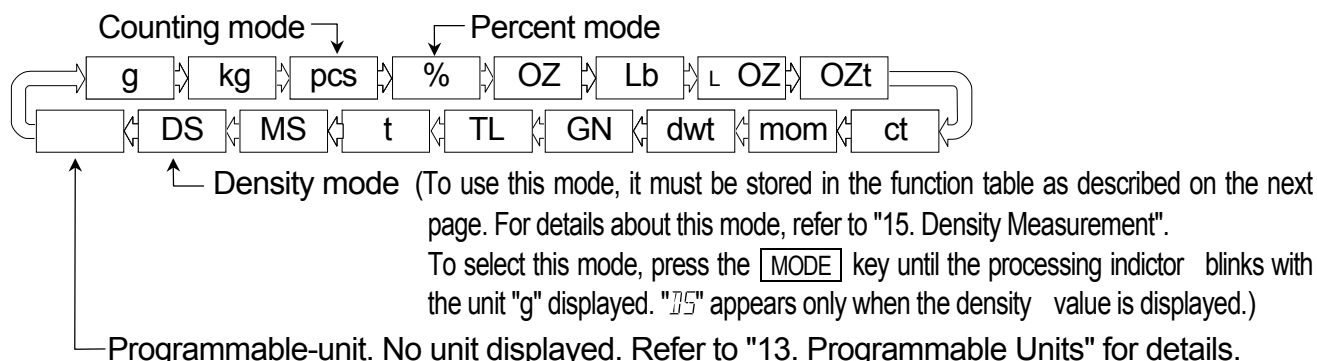 Counting mode Percent mode
g kg pcs % OZ Lb L OZ OZt
DS MS t TL GN dwt mom ct
Density mode (To use this mode, it must be stored in the function table as described on the next
page. For details about this mode, refer to "15. Density Measurement".
To select this mode, press the MODE key until the processing indictor blinks with
the unit "g" displayed. "DS" appears only when the density value is displayed.)
Programmable-unit. No unit displayed. Refer to "13. Programmable Units" for details.